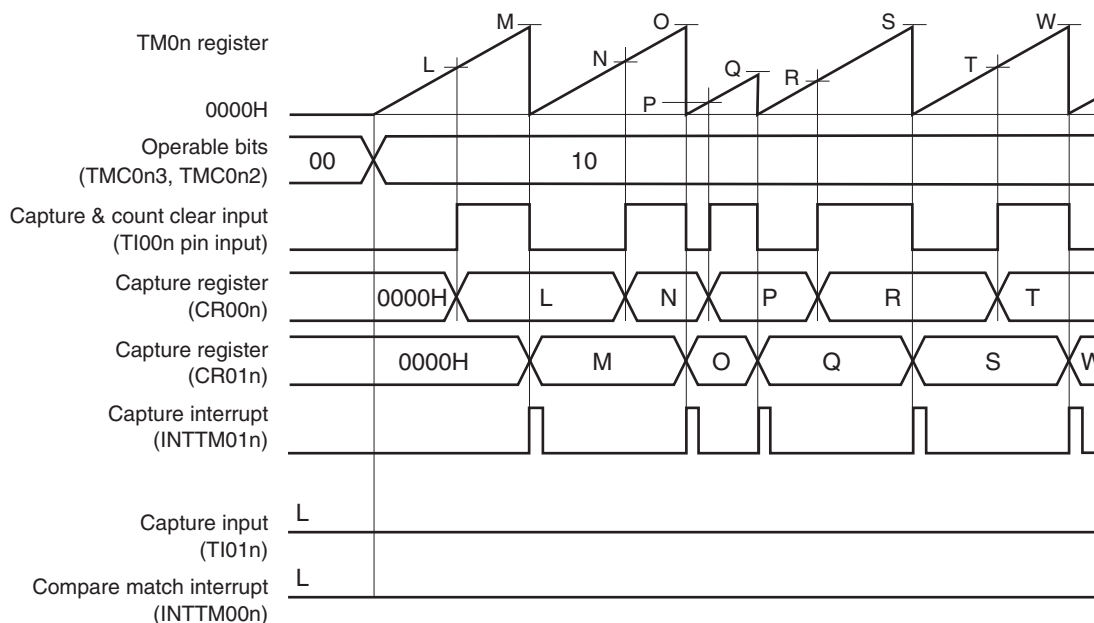 M O S W
TM0n register
L N Q R T
P
0000H
Operable bits
(TMC0n3, TMC0n2)
00 10
Capture & count clear input
(TI00n pin input)
Capture register
(CR00n)
0000H L N P R T
Capture register
(CR01n)
0000H M O Q S W
Capture interrupt
(INTTM01n)
Capture input
(TI01n)
L
Compare match interrupt
(INTTM00n)
L